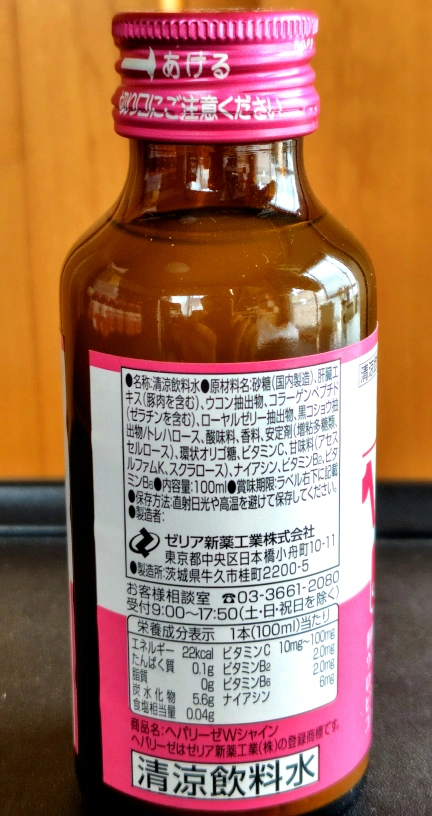 あける
切り口にご注意ください
●名称:清涼飲料水●原材料名:砂糖(国内製造)、肝臓エ
キス(豚肉を含む)、ウコン抽出物、コラーゲンペプチド
(ゼラチンを含む)、ローヤルゼリー抽出物、黒コショウ抽
出物/トレハロース、酸味料、香料、安定剤(増粘多糖類、
セルロース)、環状オリゴ糖、ビタミンC、甘味料(アセス
ルファムK、スクラロース)、ナイアシン、ビタミンB₂、ビタ
ミンB₆●内容量:100ml●賞味期限:ラベル右下に記載
●保存方法:直射日光や高温を避けて保存してください。
●製造者:
ゼリア新薬工業株式会社
東京都中央区日本橋小舟町10-11
●製造所:茨城県牛久市桂町2200-5
お客様相談室 ☎03-3661-2080
受付9:00~17:50(土・日・祝日を除く)
栄養成分表示 1本(100ml)当たり
エネルギー 22kcal ビタミンC 10mg~100mg
たんぱく質 0.1g ビタミンB₂ 2.0mg
脂質 0g ビタミンB₆ 2.0mg
炭水化物 5.6g ナイアシン 6mg
食塩相当量 0.04g
商品名:ヘパリーゼWシャイン
ヘパリーゼはゼリア新薬工業(株)の登録商標です。
清涼飲料水